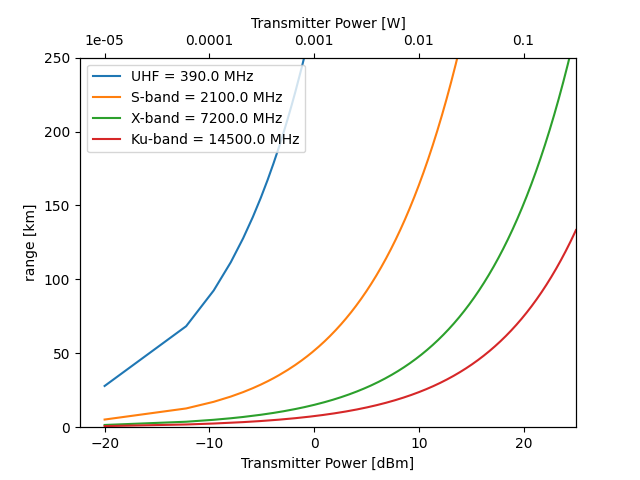 Transmitter Power [W]
1e-05 0.0001 0.001 0.01 0.1
UHF = 390.0 MHz
S-band = 2100.0 MHz
X-band = 7200.0 MHz
Ku-band = 14500.0 MHz
250
200
150
100
50
0
range [km]
−20 −10 0 10 20
Transmitter Power [dBm]